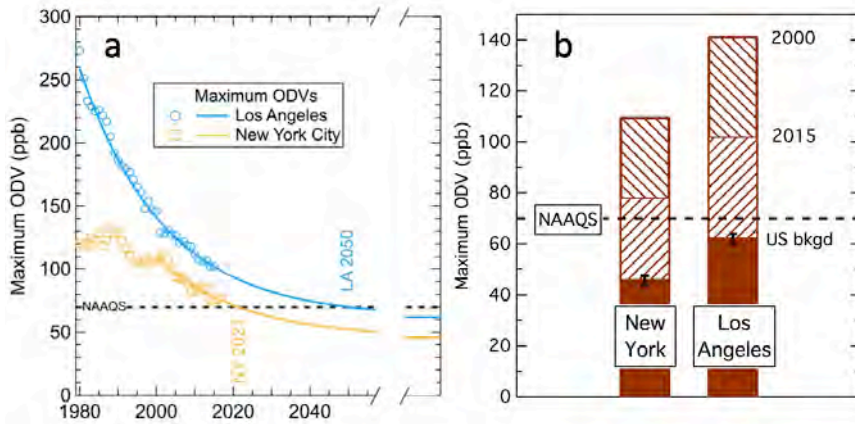 a
Maximum ODV (ppb)
300
250
200
150
100
50
0
1980
2000
2020
2040
Maximum ODVs
Los Angeles
New York City
NAAQS
LA 2050
NY 2021
b
Maximum ODV (ppb)
140
120
100
80
60
40
20
0
2000
2015
NAAQS
US bkgd
New
York
Los
Angeles